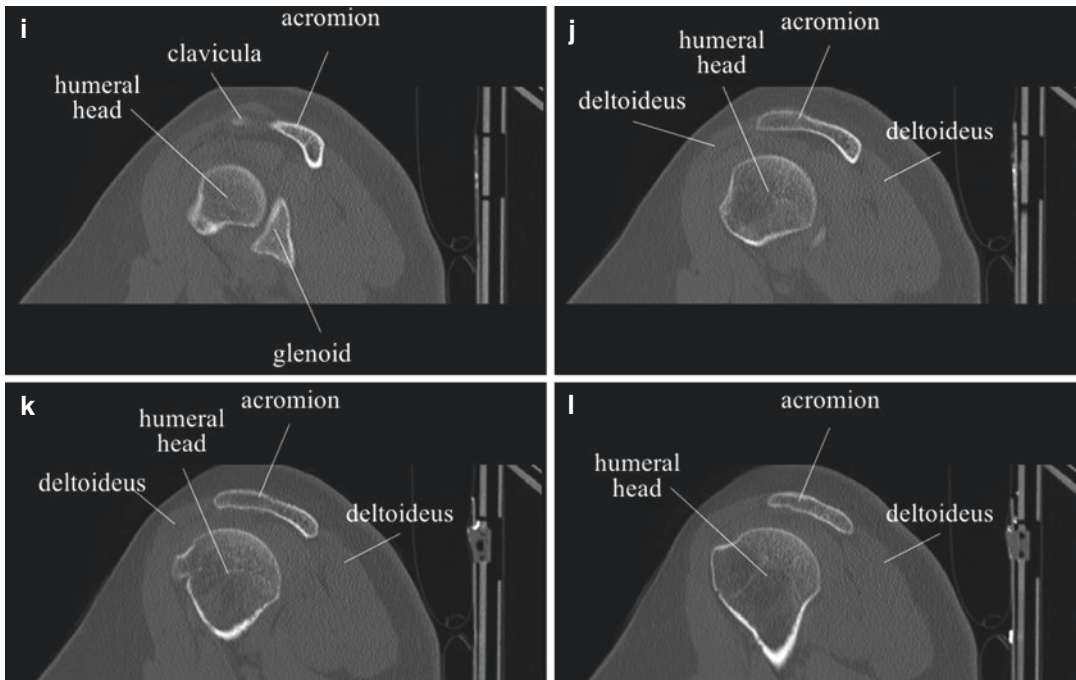 i
acromion
clavicula
humeral
head
glenoid
j
acromion
humeral
head
deltoideus
deltoideus
k
acromion
humeral
head
deltoideus
deltoideus
l
acromion
humeral
head
deltoideus